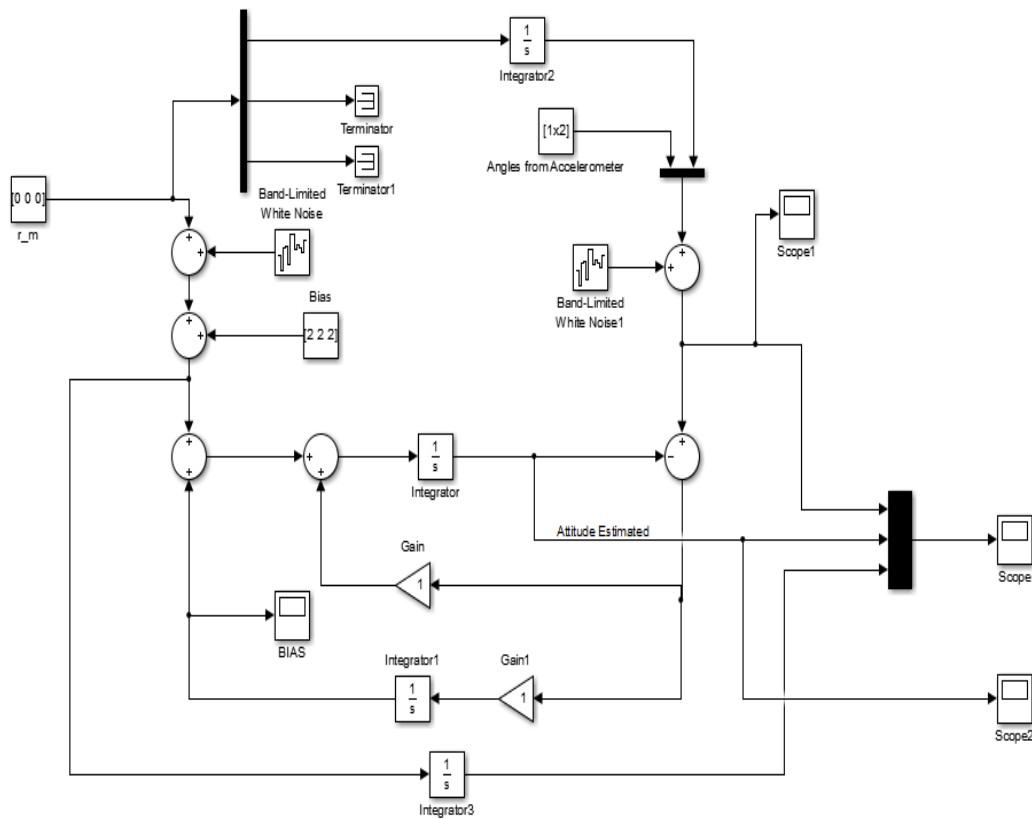 1
s
Integrator2
Terminator
[1x2]
Angles from Accelerometer
Terminator1
[0 0 0]
r_m
Band-Limited
White Noise
+
+
Scope1
+
+
Band-Limited
White Noise1
Bias
+
+
[2 2 2]
+
+
+
+
1
s
Integrator
+
−
Attitude Estimated
Gain
1
Scope
BIAS
Integrator1
1
s
Gain1
1
Scope2
1
s
Integrator3